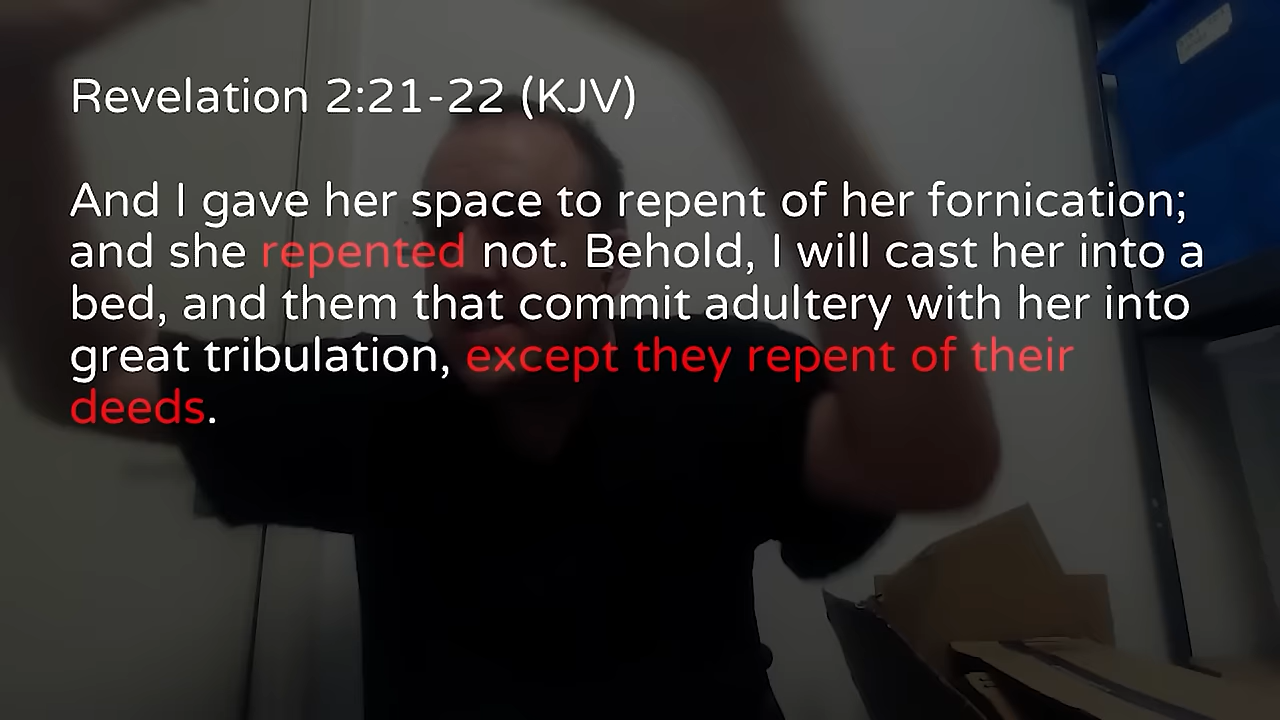 Revelation 2:21-22 (KJV)
And I gave her space to repent of her fornication;
and she repented not. Behold, I will cast her into a
bed, and them that commit adultery with her into
great tribulation, except they repent of their
deeds.